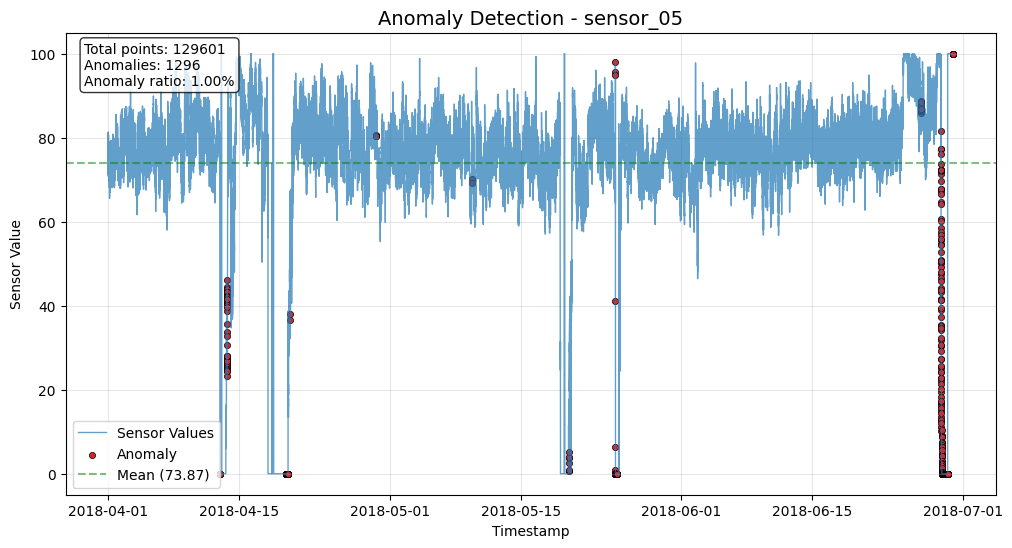 Anomaly Detection - sensor_05
Total points: 129601
Anomalies: 1296
Anomaly ratio: 1.00%
100
80
60
40
20
0
Sensor Value
Sensor Values
Anomaly
Mean (73.87)
2018-04-01
2018-04-15
2018-05-01
2018-05-15
2018-06-01
2018-06-15
2018-07-01
Timestamp